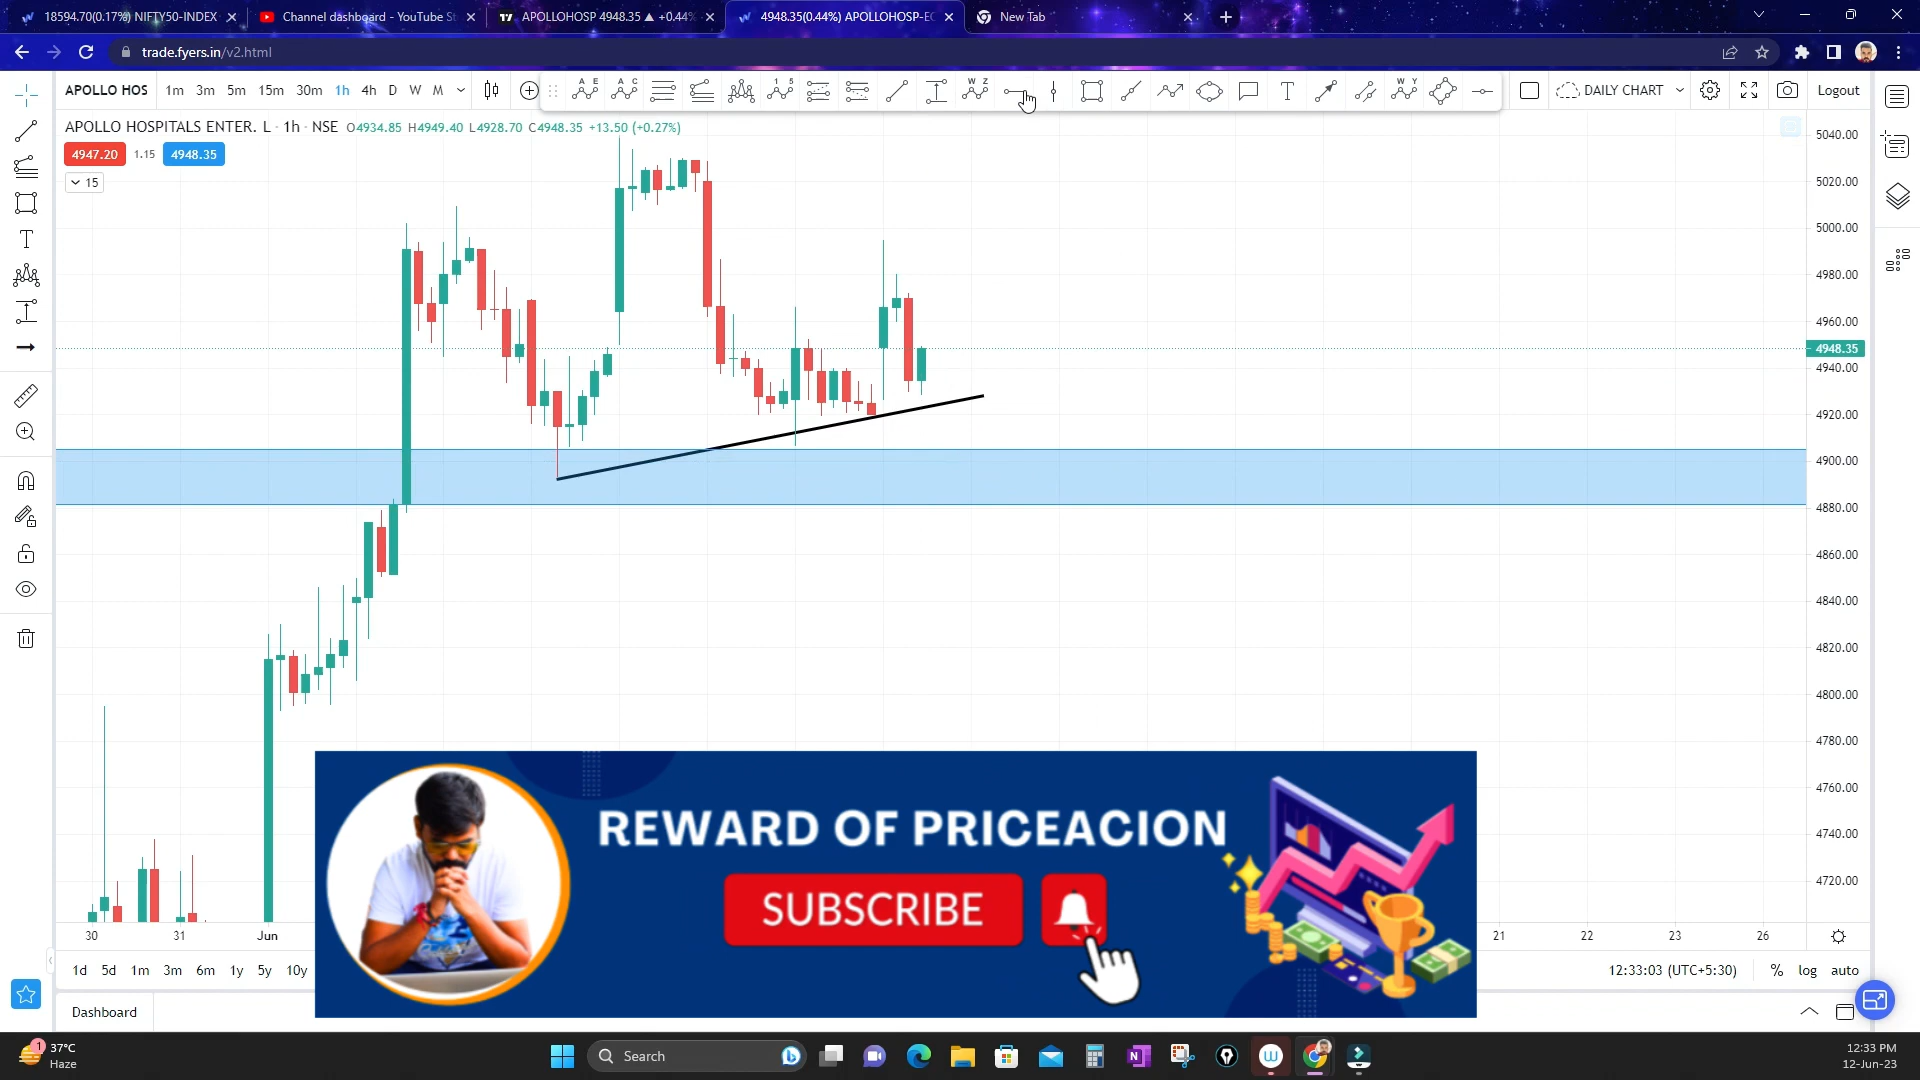 18594.70(0.17%) NIFTY50-INDEX
Channel dashboard - YouTube St
APOLLOHOSP 4948.35 ▲ +0.44%
4948.35(0.44%) APOLLOHOSP-EQ
New Tab
trade.fyers.in/v2.html
APOLLO HOS 1m 3m 5m 15m 30m 1h 4h D W M
DAILY CHART
Logout
APOLLO HOSPITALS ENTER. L · 1h · NSE O4934.85 H4949.40 L4928.70 C4948.35 +13.50 (+0.27%)
4947.20 1.15 4948.35
15
5040.00
5020.00
5000.00
4980.00
4960.00
4948.35
4940.00
4920.00
4900.00
4880.00
4860.00
4840.00
4820.00
4800.00
4780.00
4760.00
4740.00
4720.00
REWARD OF PRICEACION
SUBSCRIBE
30 31 Jun 21 22 23 26
1d 5d 1m 3m 6m 1y 5y 10y
12:33:03 (UTC+5:30) % log auto
Dashboard
37°C
Haze
Search
12:33 PM
12-Jun-23